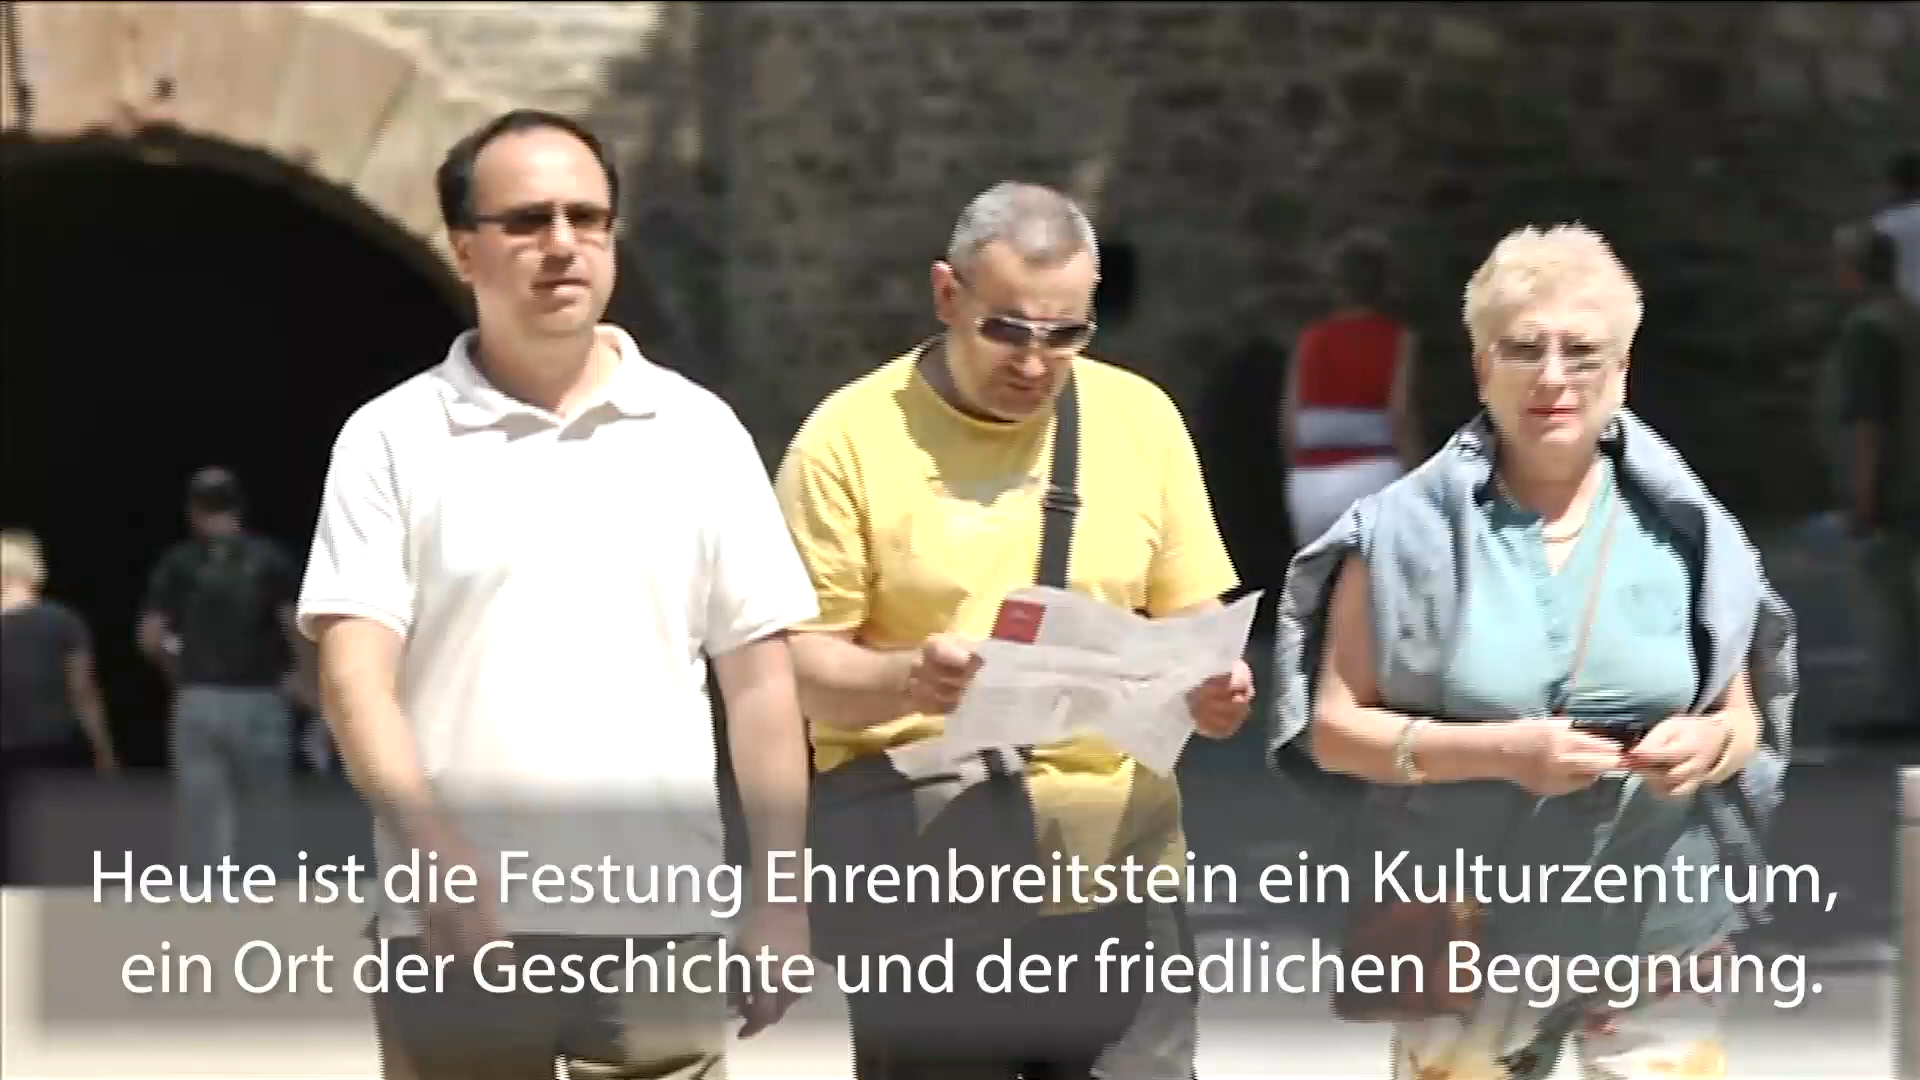 Heute ist die Festung Ehrenbreitstein ein Kulturzentrum,
ein Ort der Geschichte und der friedlichen Begegnung.